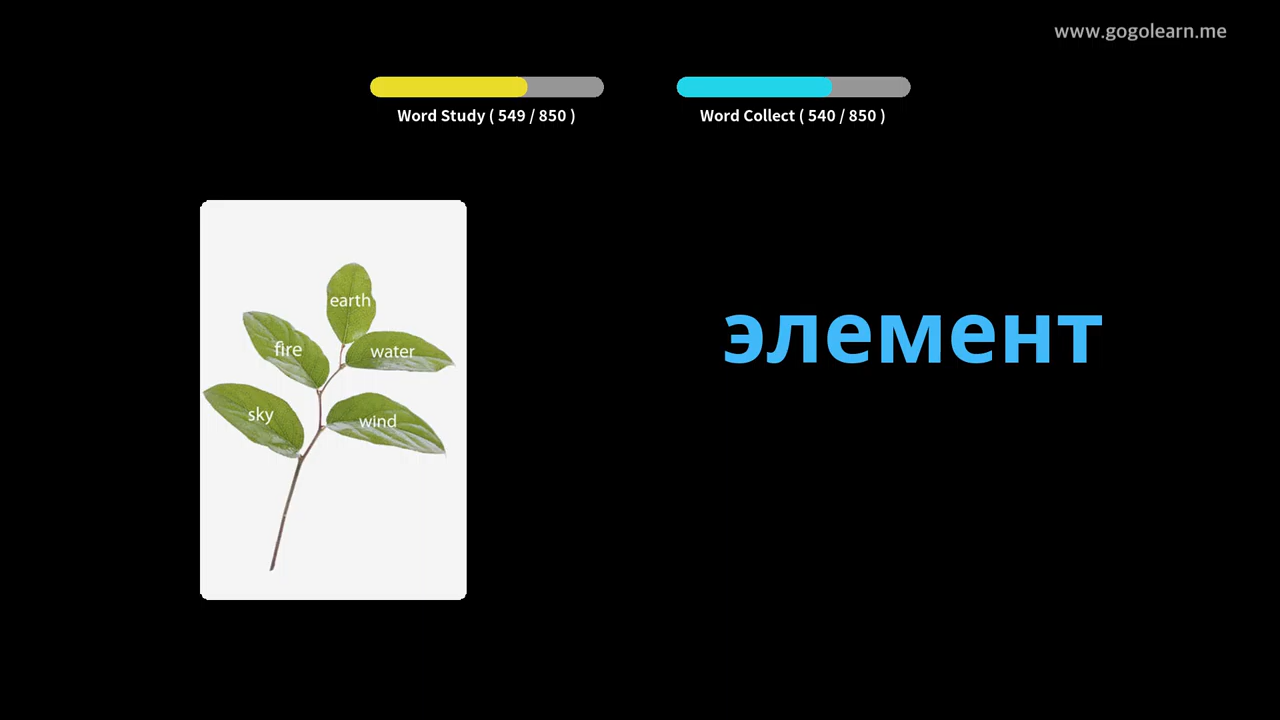 www.gogolearn.me
Word Study ( 549 / 850 )
Word Collect ( 540 / 850 )
earth
fire
water
sky
wind
элемент